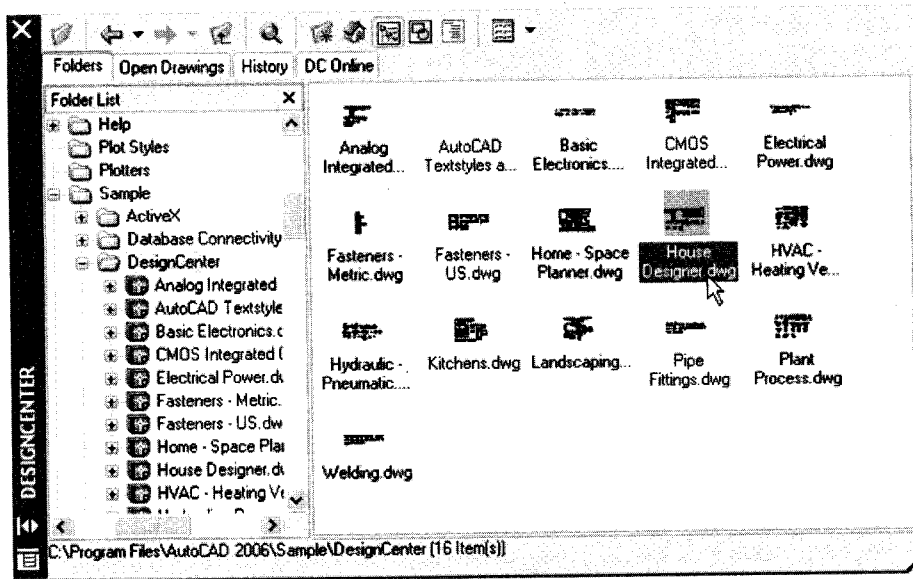 Folders Open Drawings History DC Online
Folder List
Help
Plot Styles
Plotters
Sample
ActiveX
Database Connectivity
DesignCenter
Analog Integrated
AutoCAD Textstyle
Basic Electronics.c
CMOS Integrated (
Electrical Power.dv
Fasteners - Metric.
Fasteners - US.dw
Home - Space Plar
House Designer.dv
HVAC - Heating Ve
Analog
Integrated...
AutoCAD
Textstyles a...
Basic
Electronics....
CMOS
Integrated...
Electrical
Power.dwg
Fasteners -
Metric.dwg
Fasteners -
US.dwg
Home - Space
Planner.dwg
House
Designer.dwg
HVAC -
Heating Ve...
Hydraulic -
Pneumatic....
Kitchens.dwg
Landscaping...
Pipe
Fittings.dwg
Plant
Process.dwg
Welding.dwg
DESIGNCENTER
C:\Program Files\AutoCAD 2006\Sample\DesignCenter (16 Item(s))